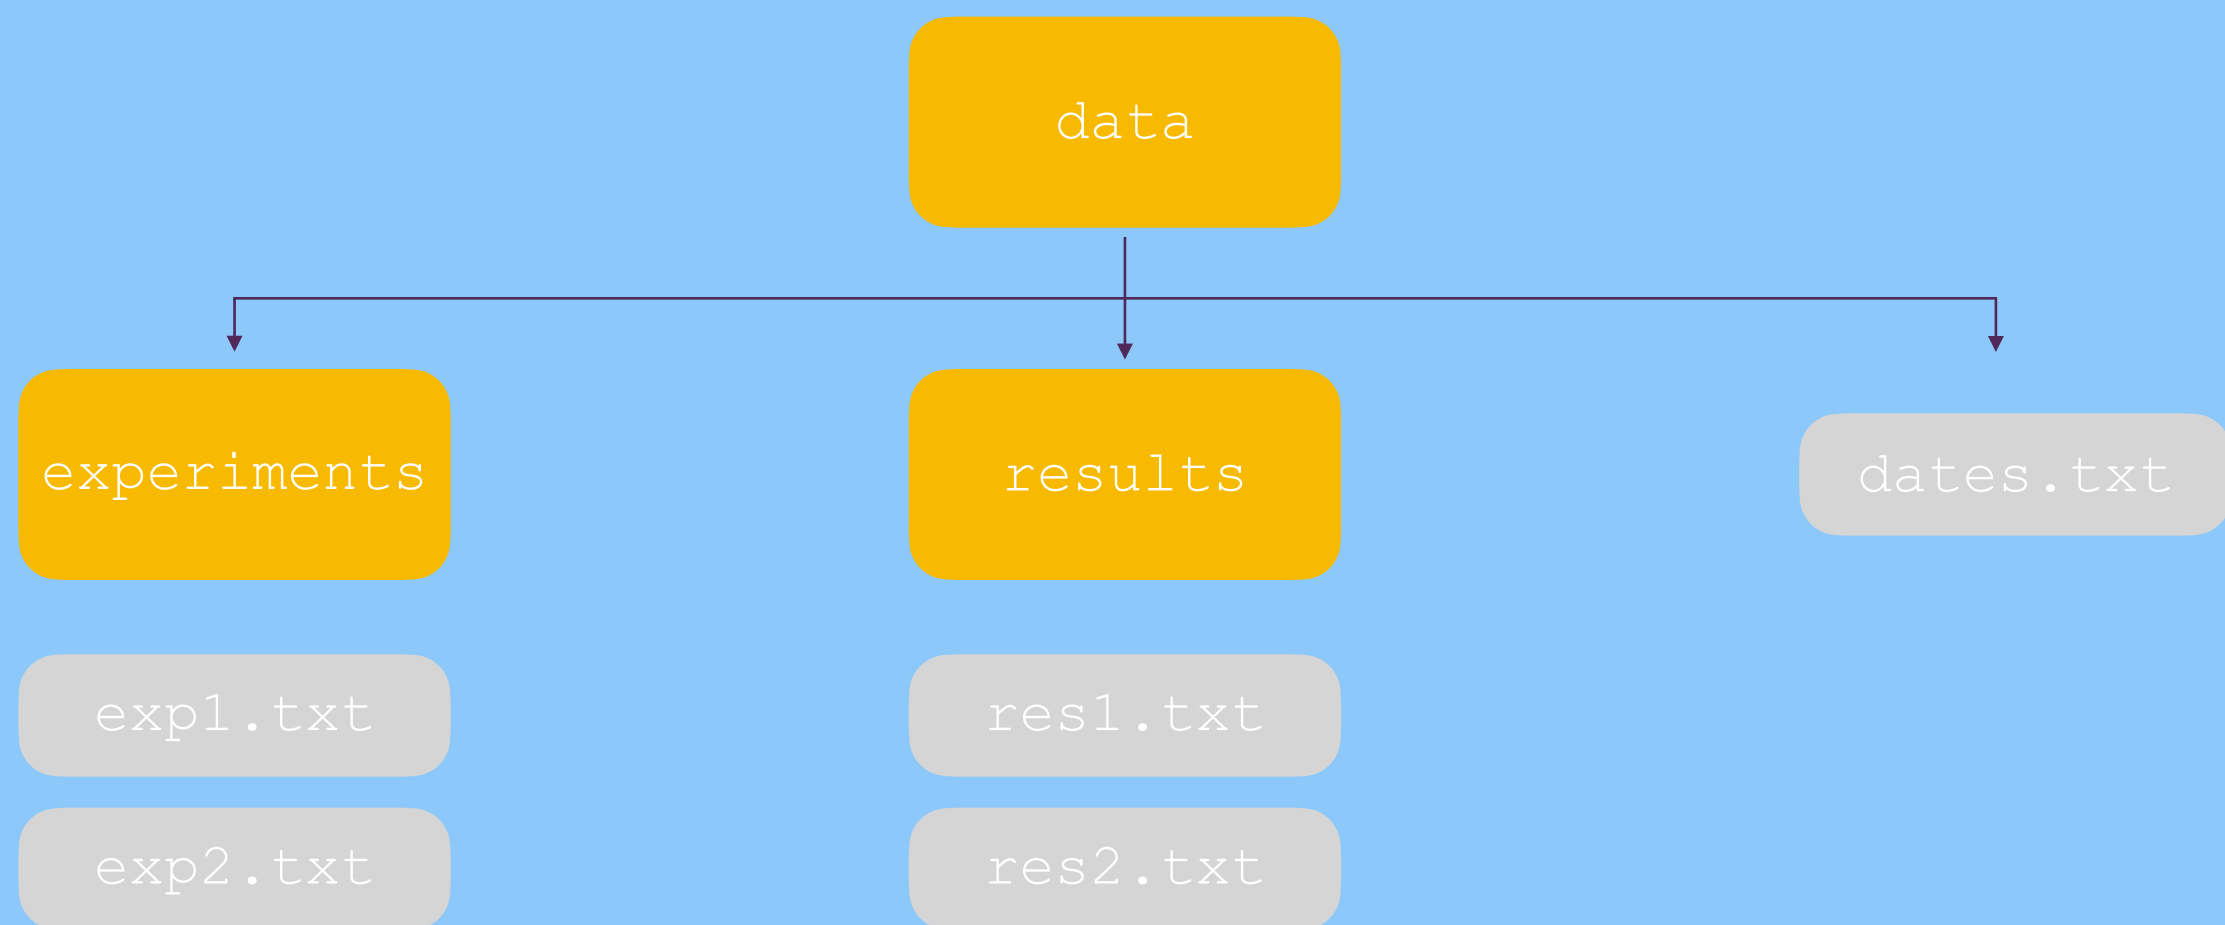 data
experiments
results
dates.txt
exp1.txt
res1.txt
exp2.txt
res2.txt